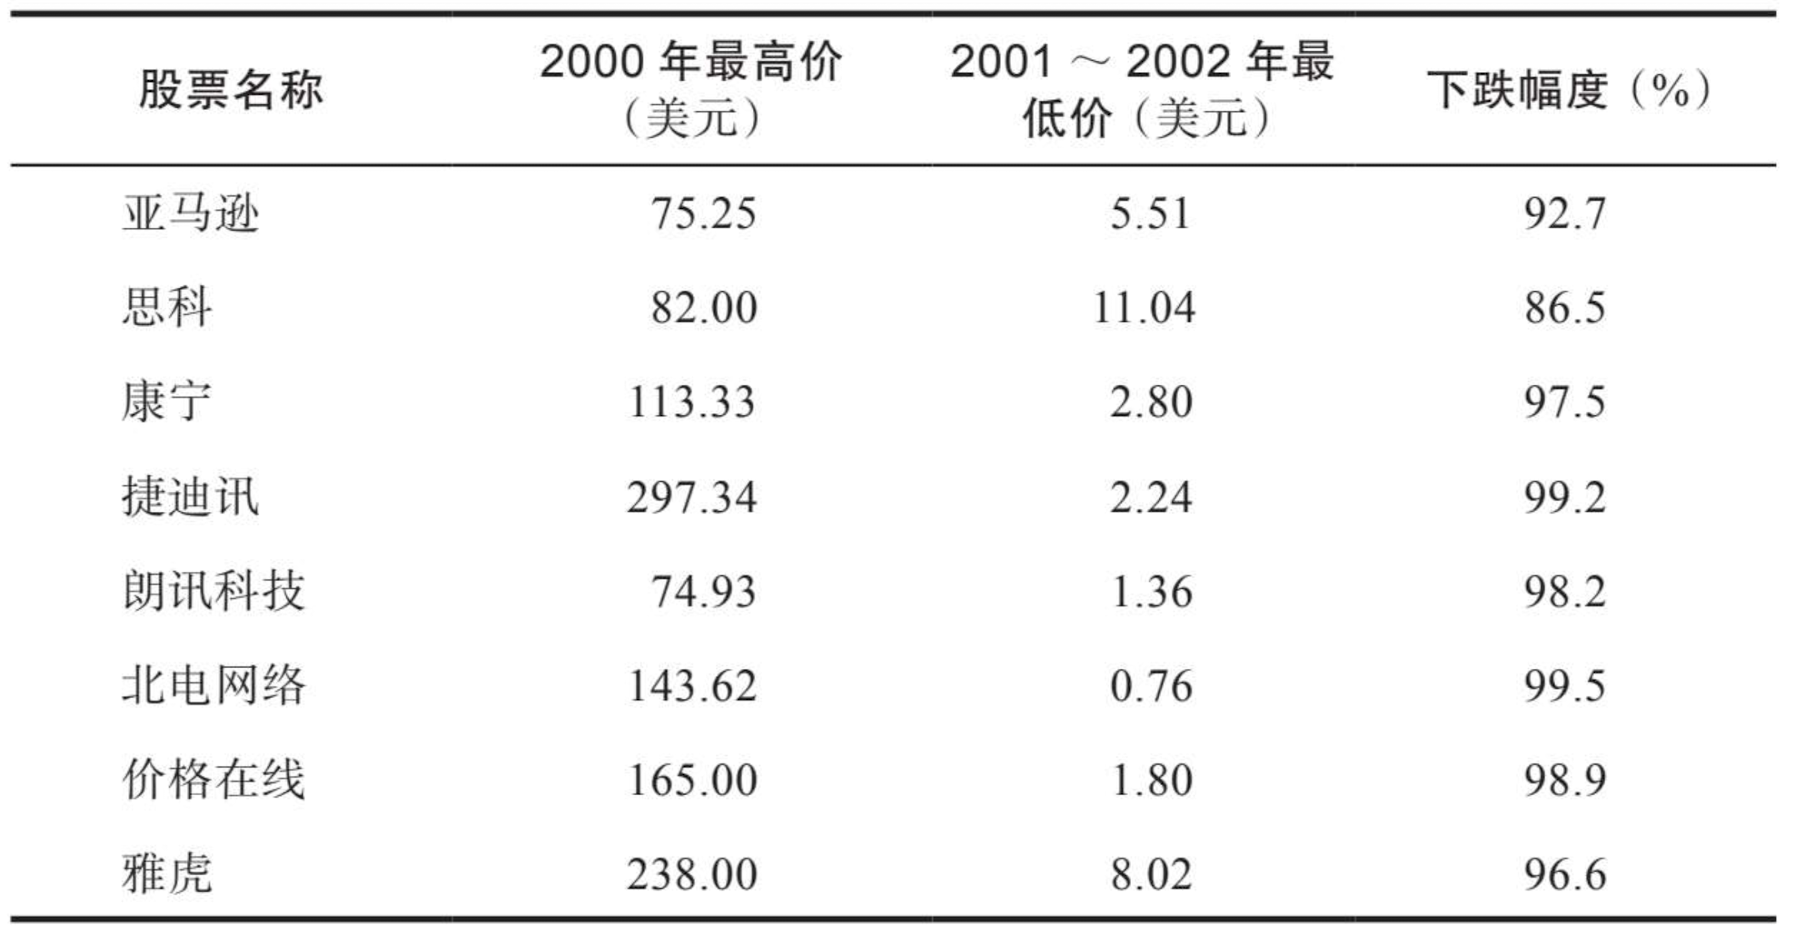 股票名称 2000 年最高价（美元） 2001 ～ 2002 年最低价（美元） 下跌幅度（%）
亚马逊 75.25 5.51 92.7
思科 82.00 11.04 86.5
康宁 113.33 2.80 97.5
捷迪讯 297.34 2.24 99.2
朗讯科技 74.93 1.36 98.2
北电网络 143.62 0.76 99.5
价格在线 165.00 1.80 98.9
雅虎 238.00 8.02 96.6